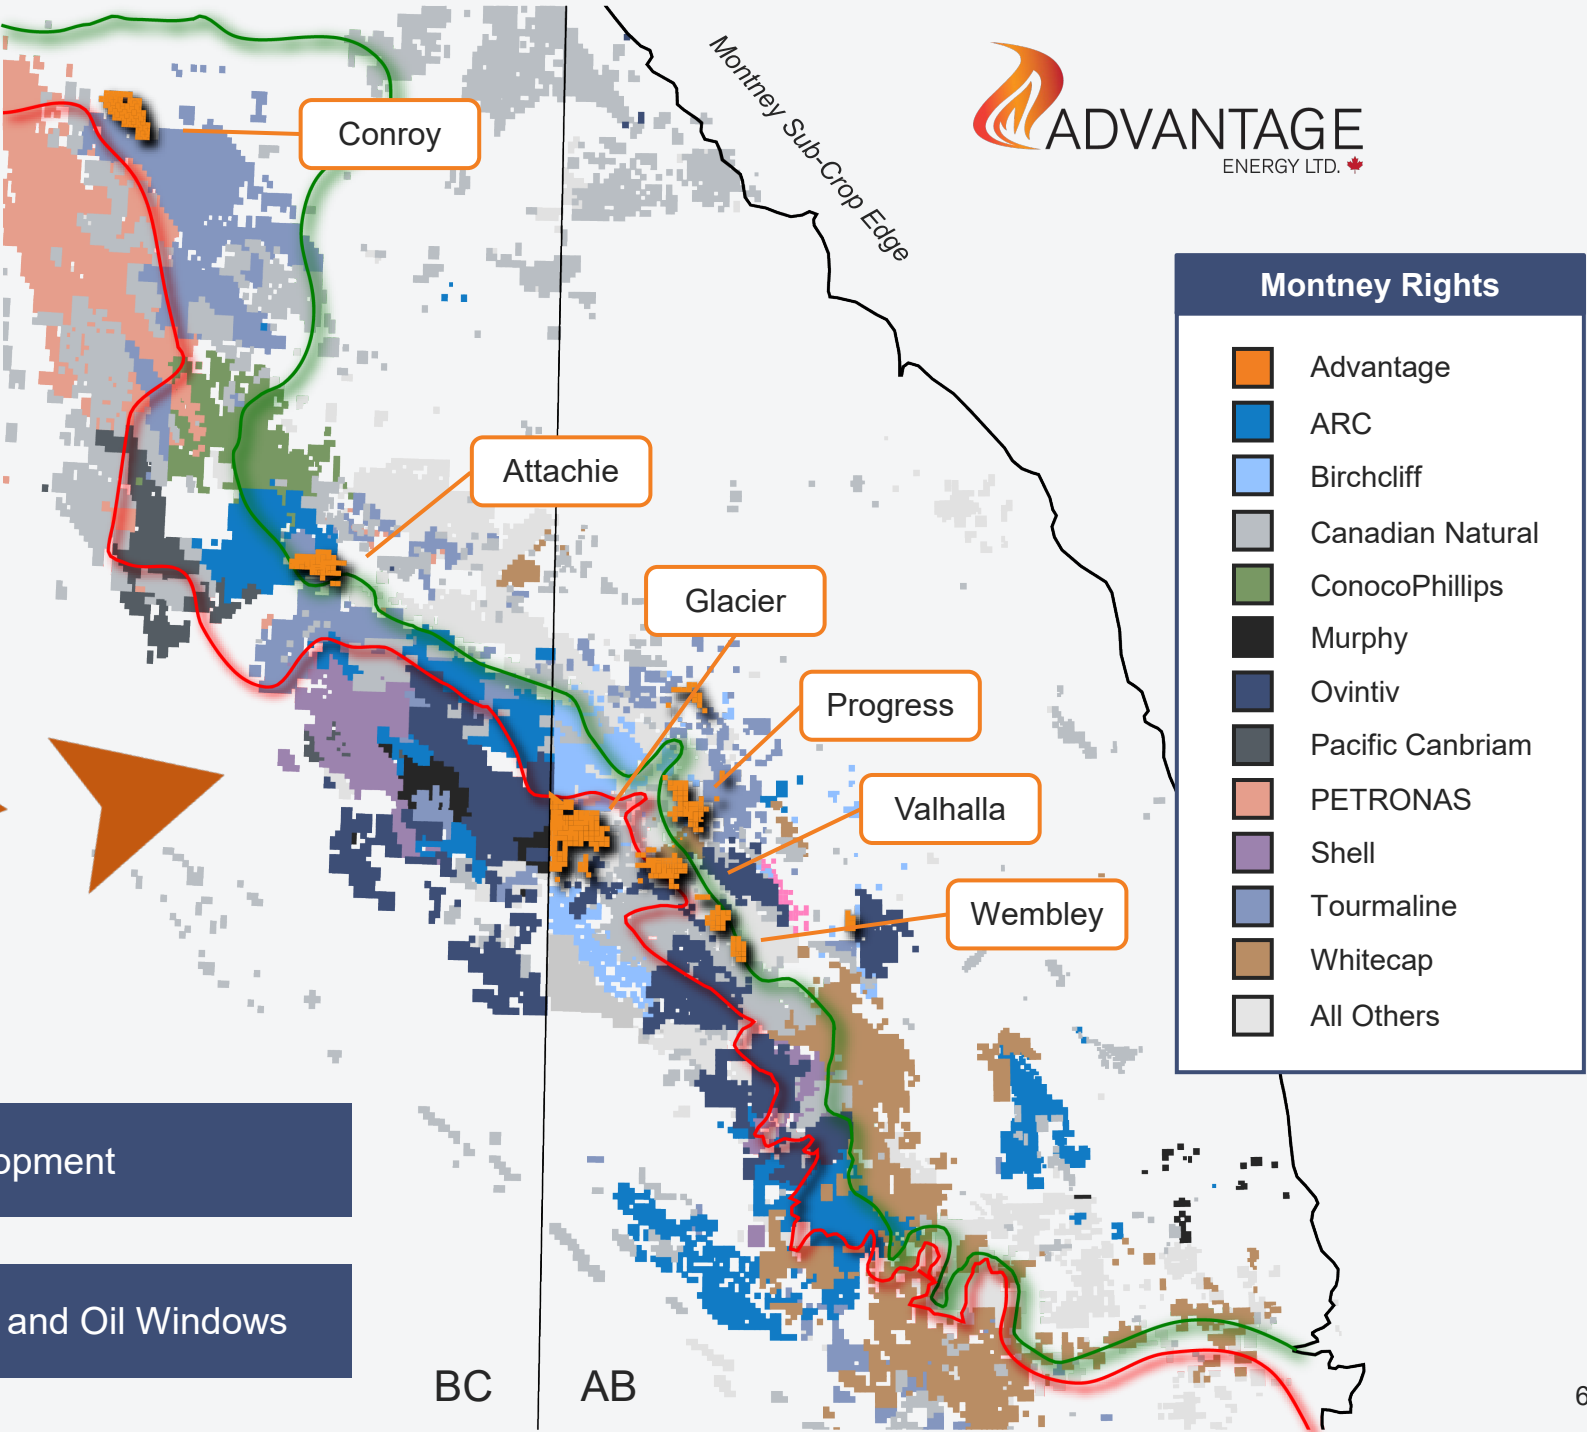 Montney Sub-Crop Edge
ADVANTAGE
ENERGY LTD.
Conroy
Attachie
Glacier
Progress
Valhalla
Wembley
Montney Rights
Advantage
ARC
Birchcliff
Canadian Natural
ConocoPhillips
Murphy
Ovintiv
Pacific Canbriam
PETRONAS
Shell
Tourmaline
Whitecap
All Others
opment
and Oil Windows
BC
AB
6